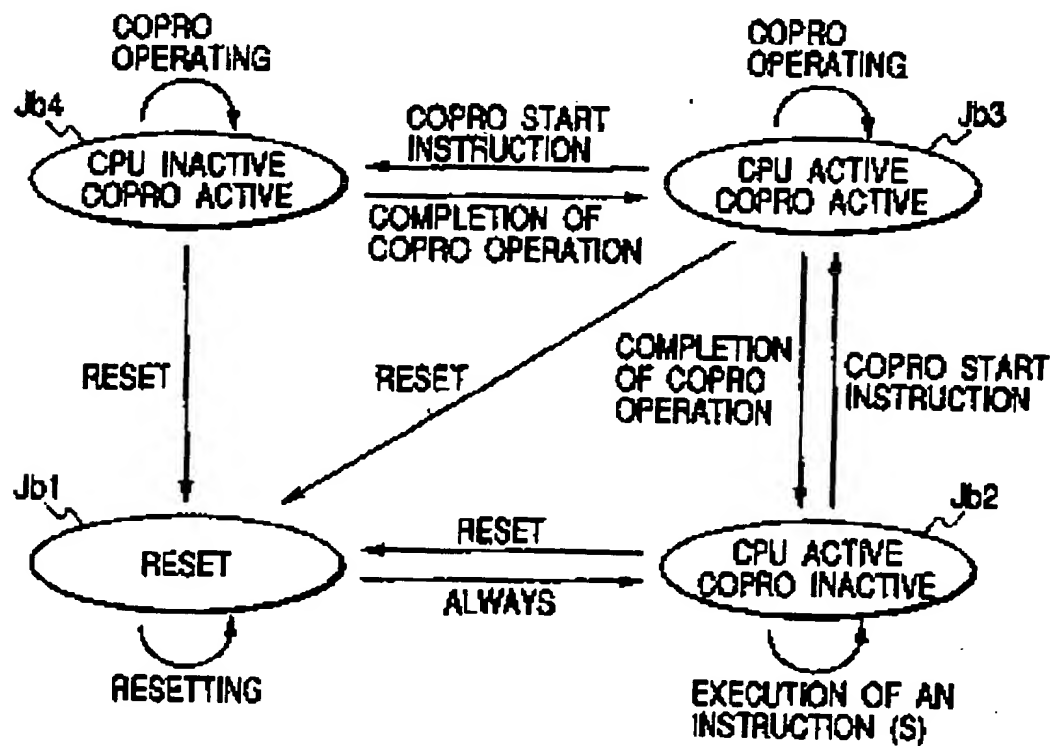 COPRO
OPERATING
COPRO
OPERATING
Jb4
COPRO START
INSTRUCTION
Jb3
CPU INACTIVE
COPRO ACTIVE
CPU ACTIVE
COPRO ACTIVE
COMPLETION OF
COPRO OPERATION
RESET
RESET
COMPLETION
OF COPRO
OPERATION
COPRO START
INSTRUCTION
Jb1
Jb2
RESET
RESET
CPU ACTIVE
COPRO INACTIVE
ALWAYS
RESETTING
EXECUTION OF AN
INSTRUCTION (S)